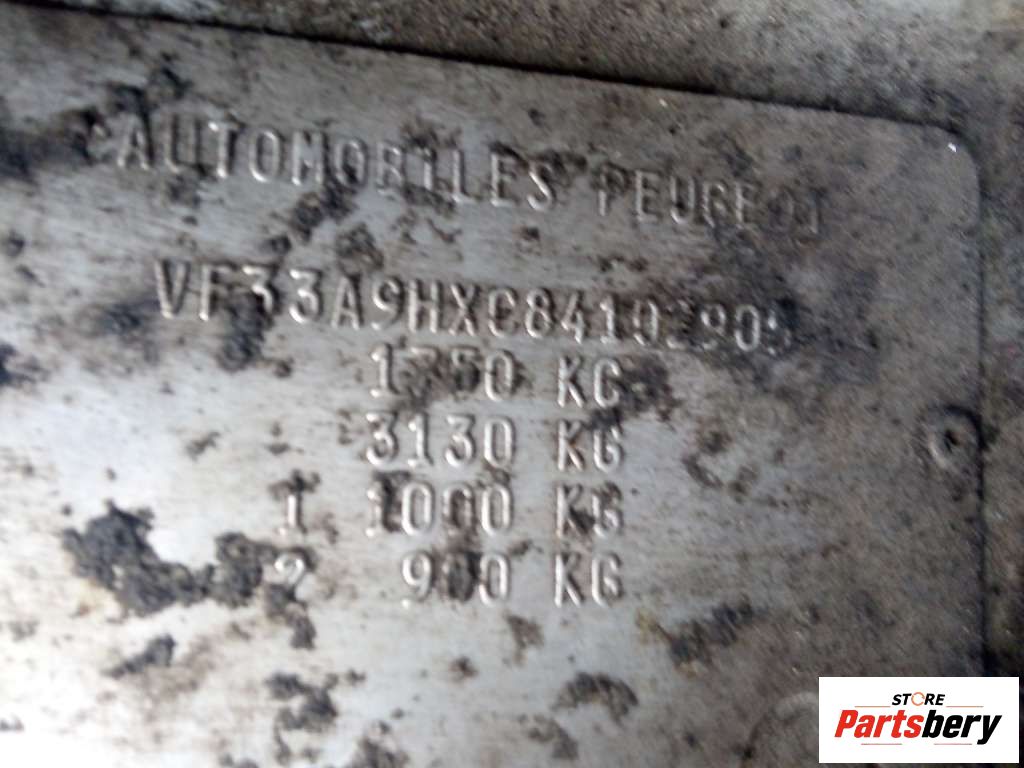 AUTOMOBILES PEUGEOT
VF33A9HXC84102909
1750 KG
3130 KG
1 1000 KG
2 900 KG
STORE
Partsbery